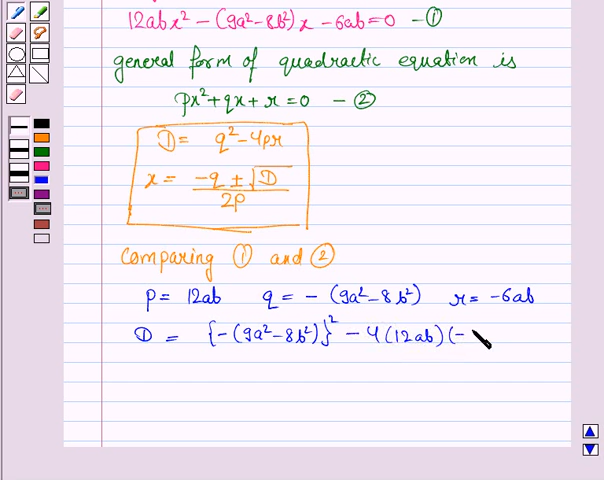 12abx² - (9a² - 8b²)x - 6ab = 0 - ①
general form of quadractic equation is
px² + qx + r = 0 - ②
D = q² - 4pr
x = (-q ± √D) / 2p
Comparing ① and ②
p = 12ab q = - (9a² - 8b²) r = -6ab
D = {-(9a² - 8b²)}² - 4(12ab)(-